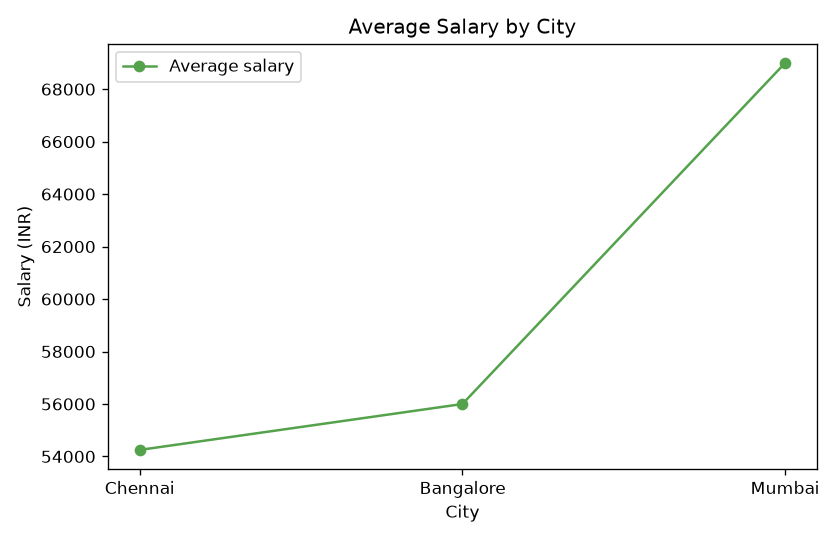 Average Salary by City
Average salary
68000
66000
64000
62000
60000
58000
56000
54000
Salary (INR)
Chennai Bangalore Mumbai
City